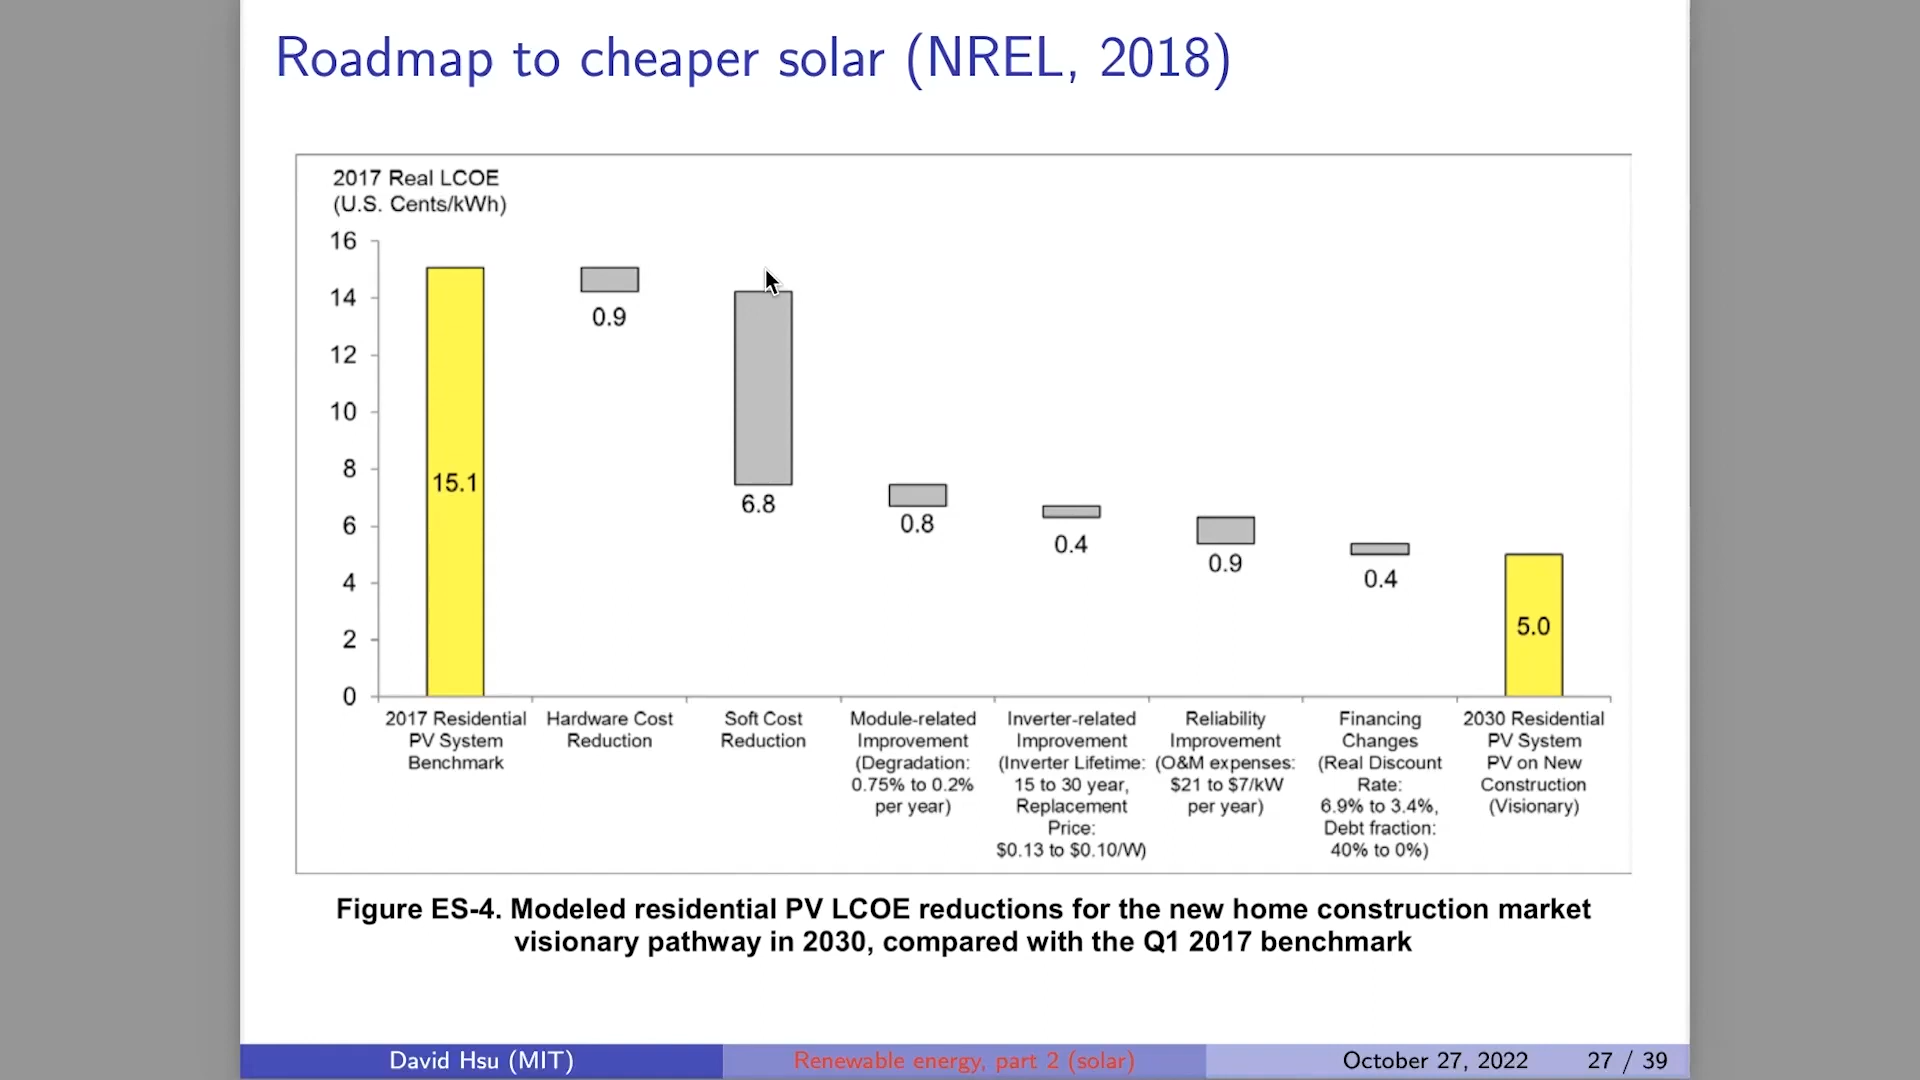 Roadmap to cheaper solar (NREL, 2018)
2017 Real LCOE
(U.S. Cents/kWh)
16
14
12
10
8
6
4
2
0
15.1
0.9
6.8
0.8
0.4
0.9
0.4
5.0
2017 Residential
PV System
Benchmark
Hardware Cost
Reduction
Soft Cost
Reduction
Module-related
Improvement
(Degradation:
0.75% to 0.2%
per year)
Inverter-related
Improvement
(Inverter Lifetime:
15 to 30 year,
Replacement
Price:
$0.13 to $0.10/W)
Reliability
Improvement
(O&M expenses:
$21 to $7/kW
per year)
Financing
Changes
(Real Discount
Rate:
6.9% to 3.4%,
Debt fraction:
40% to 0%)
2030 Residential
PV System
PV on New
Construction
(Visionary)
Figure ES-4. Modeled residential PV LCOE reductions for the new home construction market
visionary pathway in 2030, compared with the Q1 2017 benchmark
David Hsu (MIT)
Renewable energy, part 2 (solar)
October 27, 2022
27 / 39